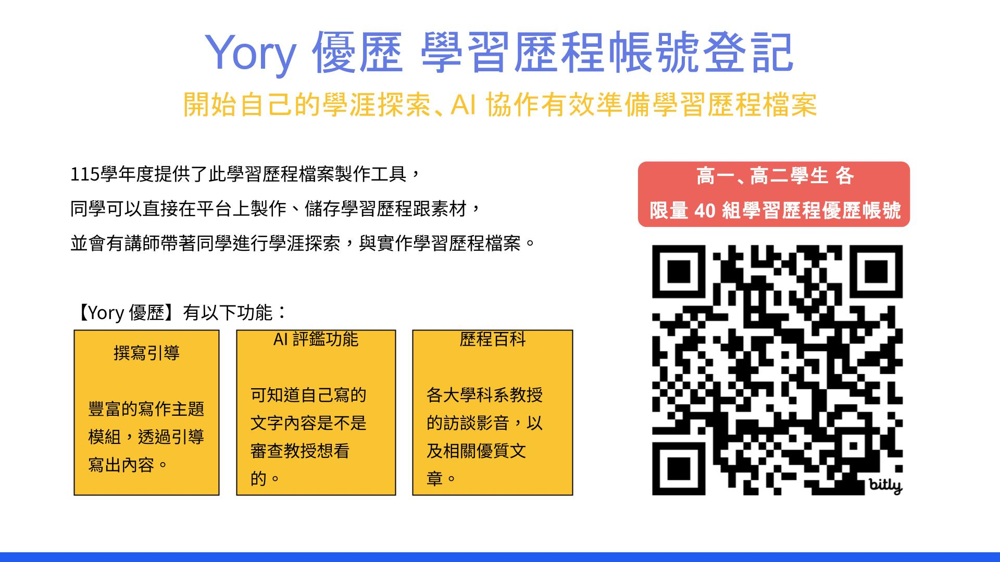 Yory 優歷 學習歷程帳號登記
開始自己的學涯探索、AI 協作有效準備學習歷程檔案
115學年度提供了此學習歷程檔案製作工具，
同學可以直接在平台上製作、儲存學習歷程跟素材，
並會有講師帶著同學進行學涯探索，與實作學習歷程檔案。
【Yory 優歷】有以下功能：
撰寫引導
豐富的寫作主題
模組，透過引導
寫出內容。
AI 評鑑功能
可知道自己寫的
文字內容是不是
審查教授想看
的。
歷程百科
各大學科系教授
的訪談影音，以
及相關優質文
章。
高一、高二學生 各
限量 40 組學習歷程優歷帳號
bitly